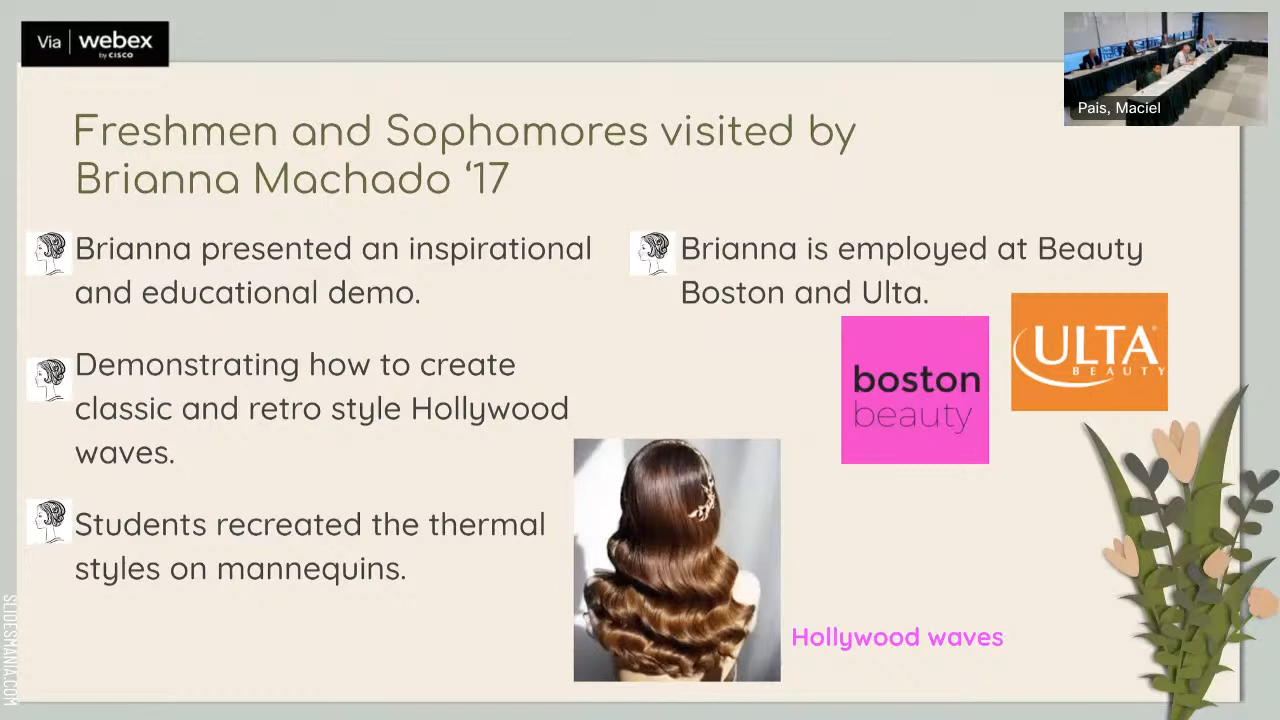 Via webex
by CISCO
Pais, Maciel
Freshmen and Sophomores visited by
Brianna Machado ‘17
Brianna presented an inspirational
and educational demo.
Demonstrating how to create
classic and retro style Hollywood
waves.
Students recreated the thermal
styles on mannequins.
Brianna is employed at Beauty
Boston and Ulta.
boston
beauty
ULTA
BEAUTY
Hollywood waves
SLIDESMANIA.COM